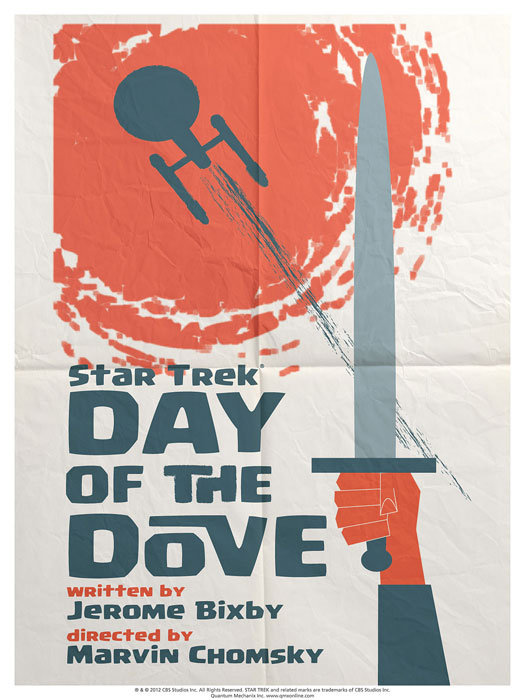 Star Trek®
DAY
OF THE
DOVE
written by
Jerome Bixby
directed by
Marvin Chomsky
® & © 2012 CBS Studios Inc. All Rights Reserved. STAR TREK and related marks are trademarks of CBS Studios Inc.
Quantum Mechanix Inc. www.qmxonline.com